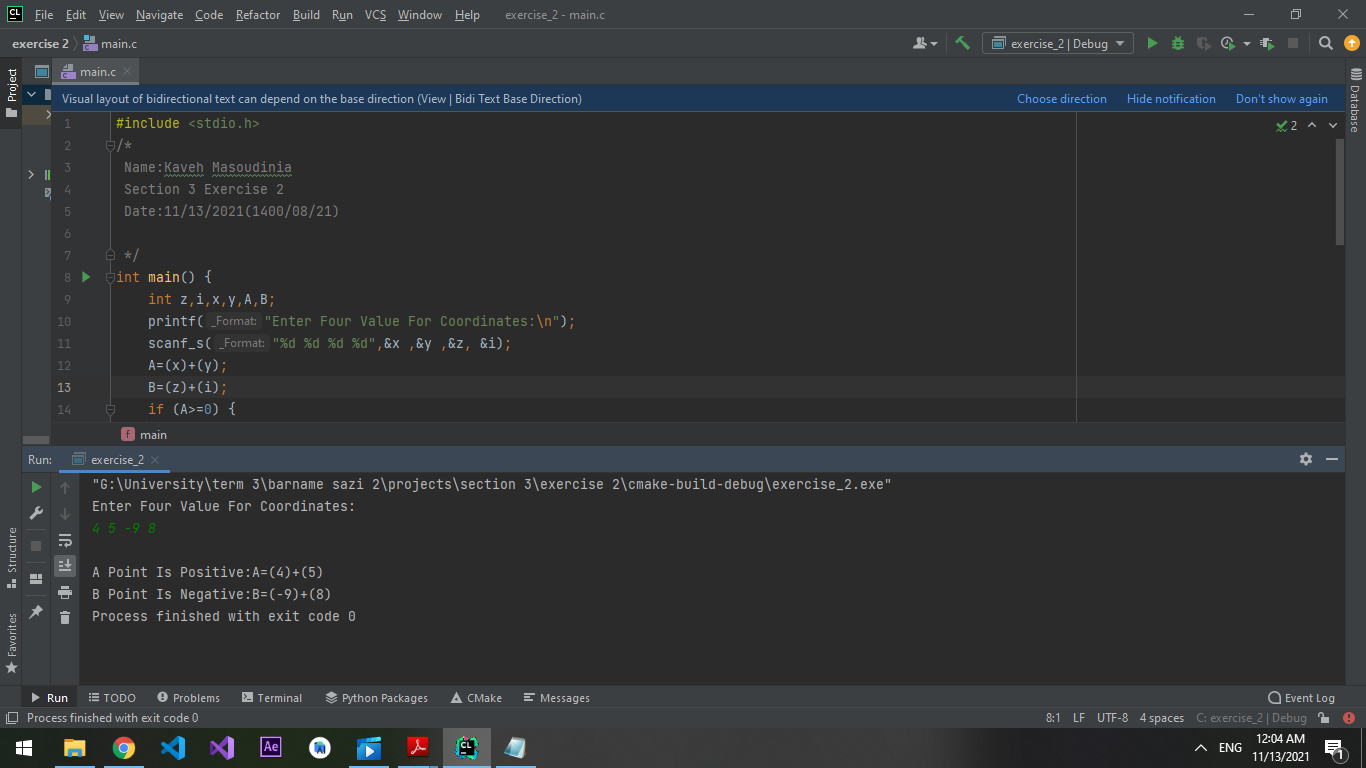 File Edit View Navigate Code Refactor Build Run VCS Window Help exercise_2 - main.c
exercise 2 main.c exercise_2 | Debug
Project
main.c
Database
Visual layout of bidirectional text can depend on the base direction (View | Bidi Text Base Direction) Choose direction Hide notification Don't show again
1 #include <stdio.h> 2
2 /*
3 Name:Kaveh Masoudinia
4 Section 3 Exercise 2
5 Date:11/13/2021(1400/08/21)
6
7 */
8 int main() {
9 int z,i,x,y,A,B;
10 printf( _Format: "Enter Four Value For Coordinates:\n");
11 scanf_s( _Format: "%d %d %d %d",&x ,&y ,&z, &i);
12 A=(x)+(y);
13 B=(z)+(i);
14 if (A>=0) {
f main
Run: exercise_2
"G:\University\term 3\barname sazi 2\projects\section 3\exercise 2\cmake-build-debug\exercise_2.exe"
Enter Four Value For Coordinates:
4 5 -9 8
A Point Is Positive:A=(4)+(5)
B Point Is Negative:B=(-9)+(8)
Process finished with exit code 0
Structure
Favorites
Run TODO Problems Terminal Python Packages CMake Messages Event Log
Process finished with exit code 0 8:1 LF UTF-8 4 spaces C: exercise_2 | Debug
Ae CL ENG 12:04 AM
11/13/2021 1